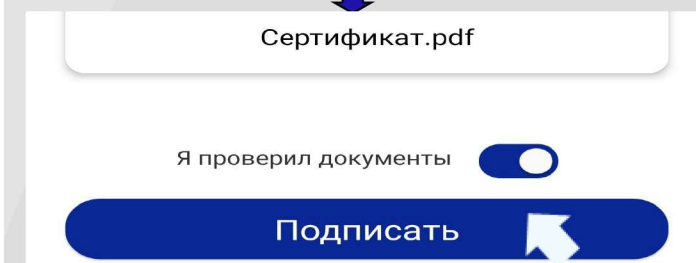 Сертификат.pdf
Я проверил документы
Подписать